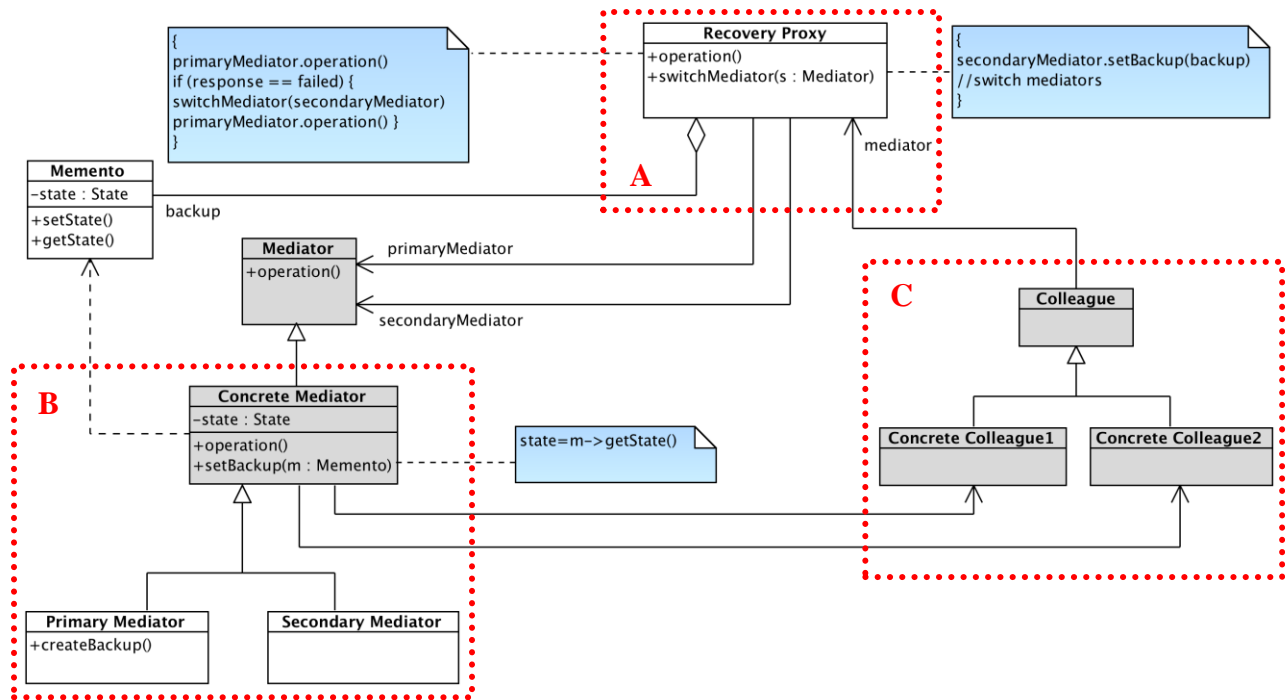 {
primaryMediator.operation()
if (response == failed) {
switchMediator(secondaryMediator)
primaryMediator.operation() }
}
Recovery Proxy
+operation()
+switchMediator(s : Mediator)
{
secondaryMediator.setBackup(backup)
//switch mediators
}
A
mediator
Memento
-state : State
+setState()
+getState()
backup
Mediator
+operation()
primaryMediator
secondaryMediator
C
Colleague
Concrete Colleague1
Concrete Colleague2
B
Concrete Mediator
-state : State
+operation()
+setBackup(m : Memento)
state=m->getState()
Primary Mediator
+createBackup()
Secondary Mediator